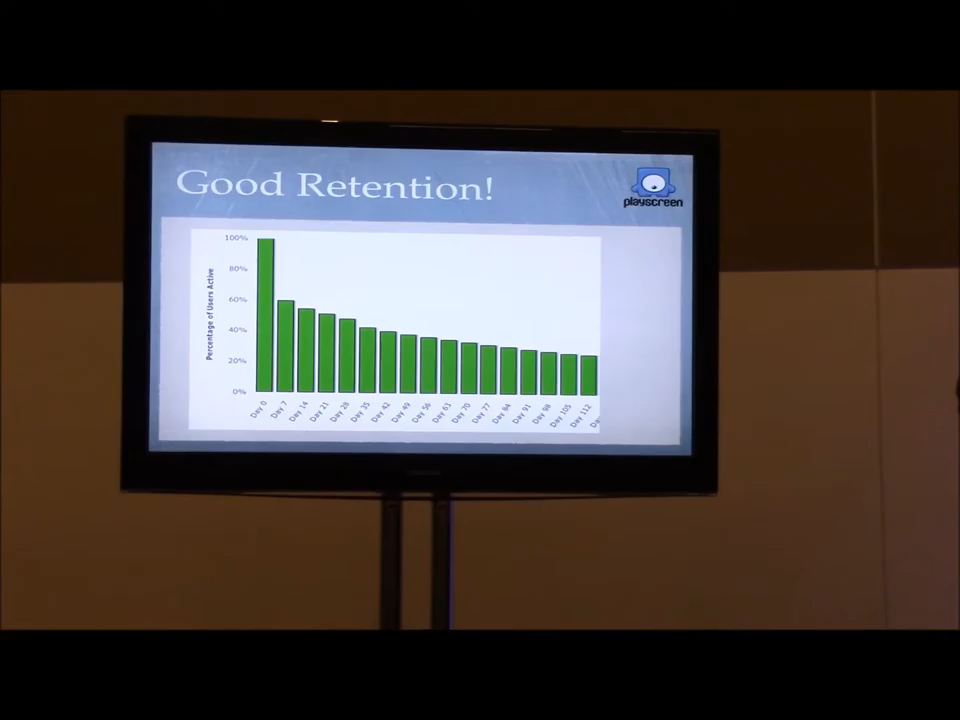 Good Retention!
playscreen
100%
80%
60%
40%
20%
0%
Percentage of Users Active
Day 0
Day 7
Day 14
Day 21
Day 28
Day 35
Day 42
Day 49
Day 56
Day 63
Day 70
Day 77
Day 84
Day 91
Day 98
Day 105
Day 112
Da